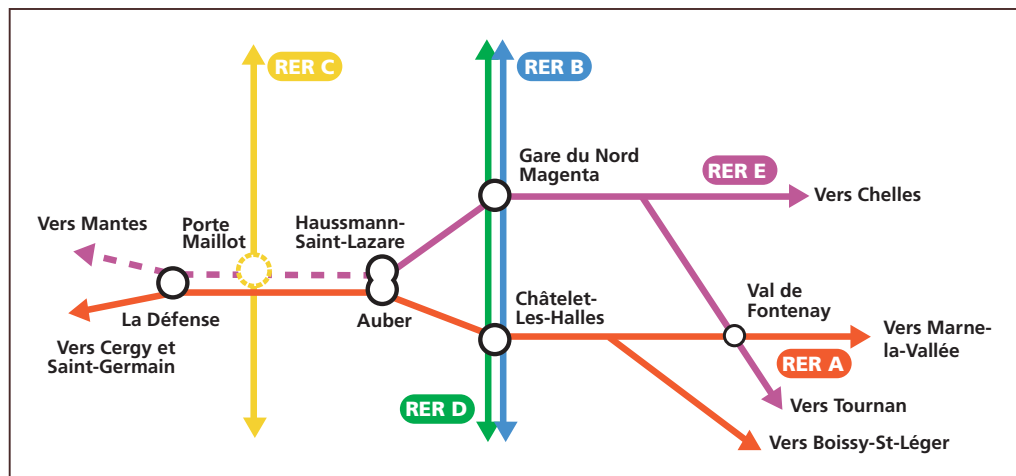 RER C
RER B
Gare du Nord
Magenta
RER E
Vers Chelles
Vers Mantes
Porte
Maillot
Haussmann-
Saint-Lazare
La Défense
Auber
Châtelet-
Les-Halles
Val de
Fontenay
Vers Marne-
la-Vallée
Vers Cergy et
Saint-Germain
RER A
RER D
Vers Tournan
Vers Boissy-St-Léger